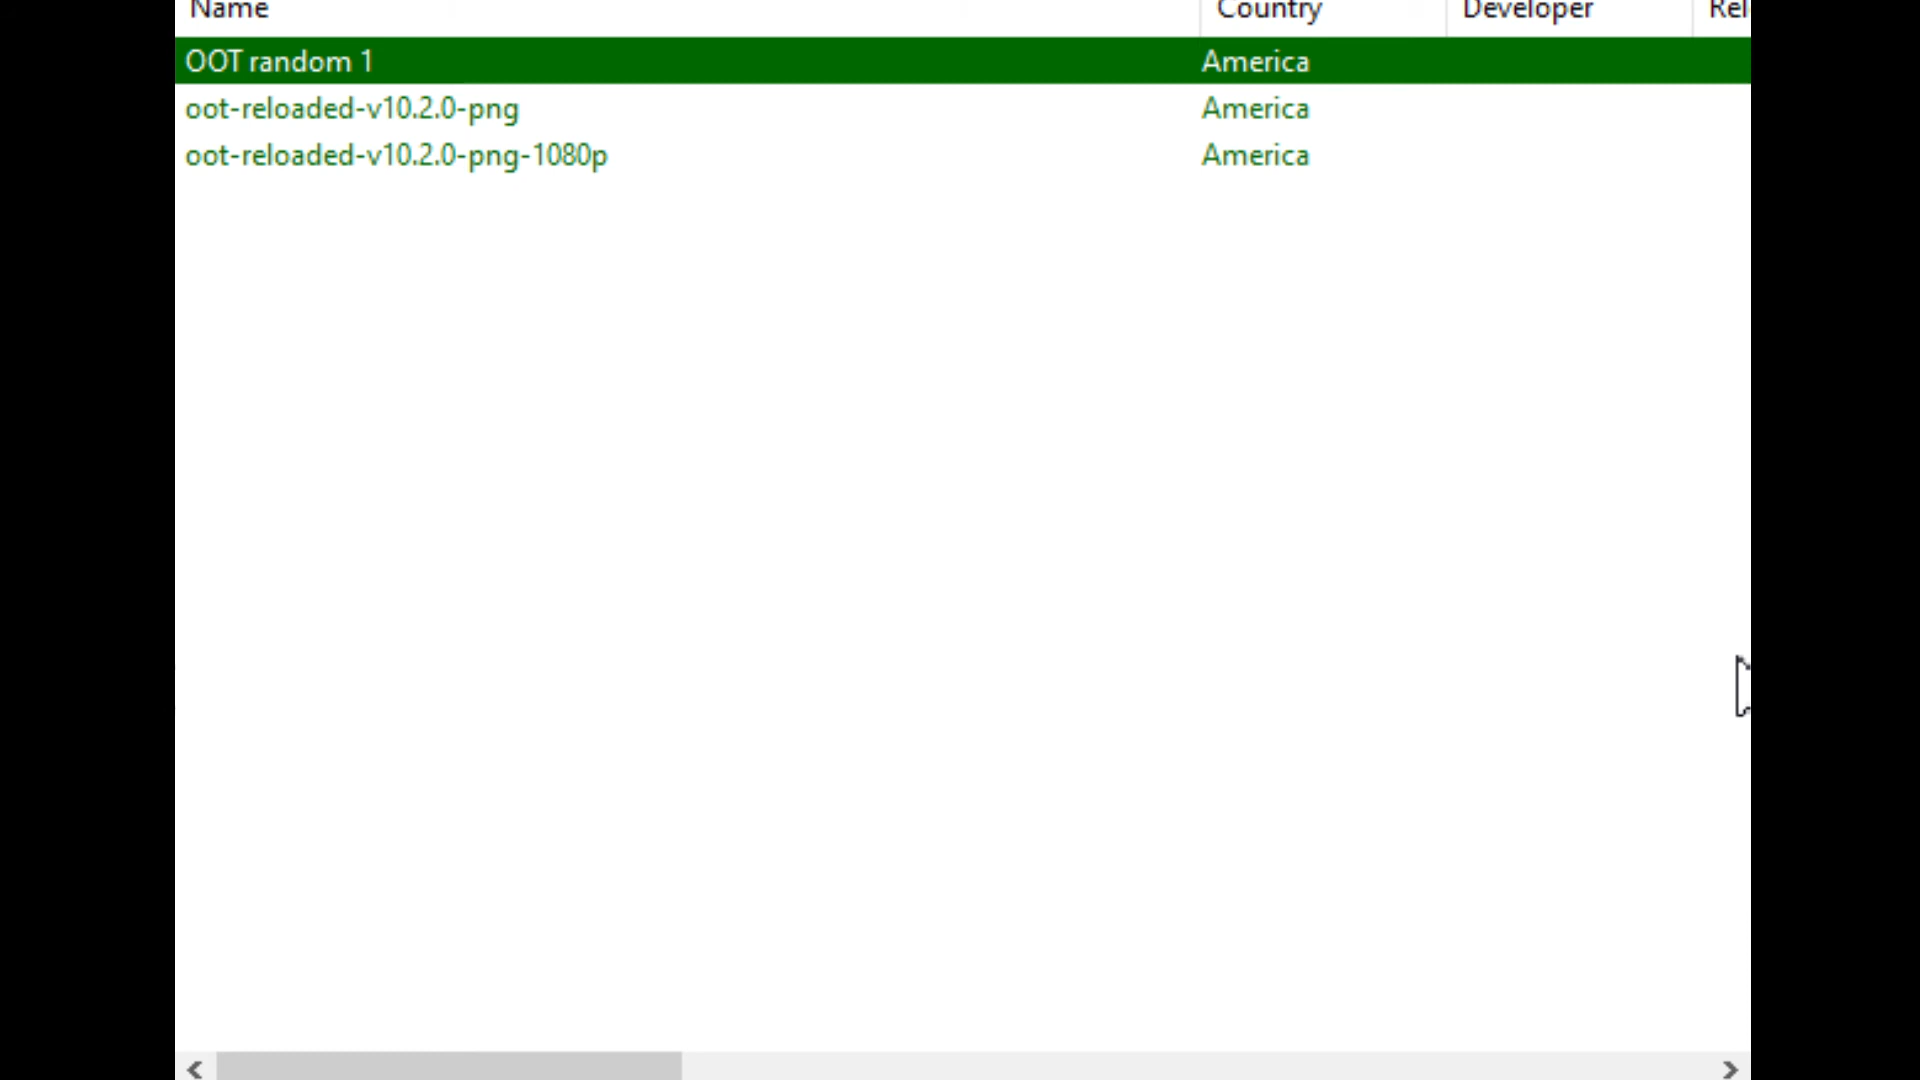 Name Country Developer Rel
OOT random 1 America
oot-reloaded-v10.2.0-png America
oot-reloaded-v10.2.0-png-1080p America